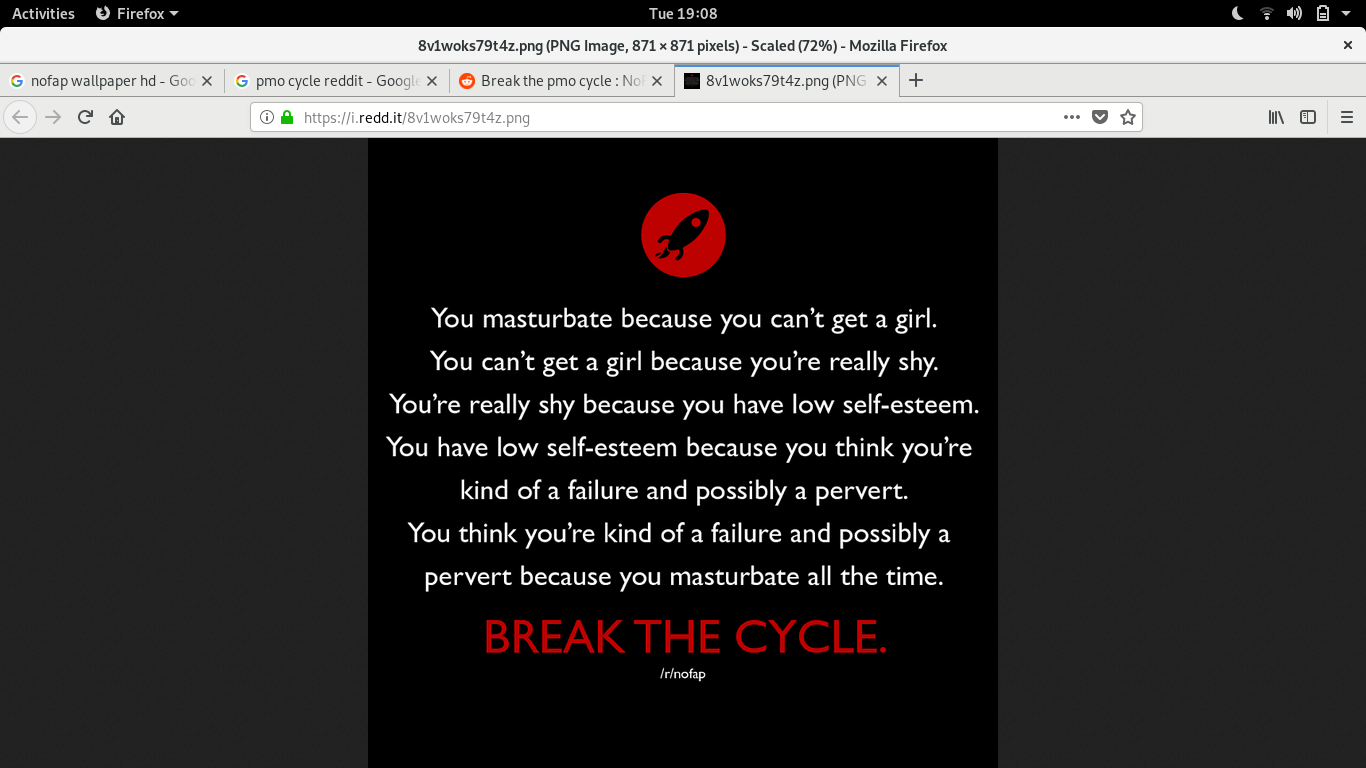 Activities Firefox Tue 19:08
8v1woks79t4z.png (PNG Image, 871 × 871 pixels) - Scaled (72%) - Mozilla Firefox
nofap wallpaper hd - Goo pmo cycle reddit - Google Break the pmo cycle : NoF 8v1woks79t4z.png (PNG
https://i.redd.it/8v1woks79t4z.png
You masturbate because you can’t get a girl.
You can’t get a girl because you’re really shy.
You’re really shy because you have low self-esteem.
You have low self-esteem because you think you’re
kind of a failure and possibly a pervert.
You think you’re kind of a failure and possibly a
pervert because you masturbate all the time.
BREAK THE CYCLE.
/r/nofap